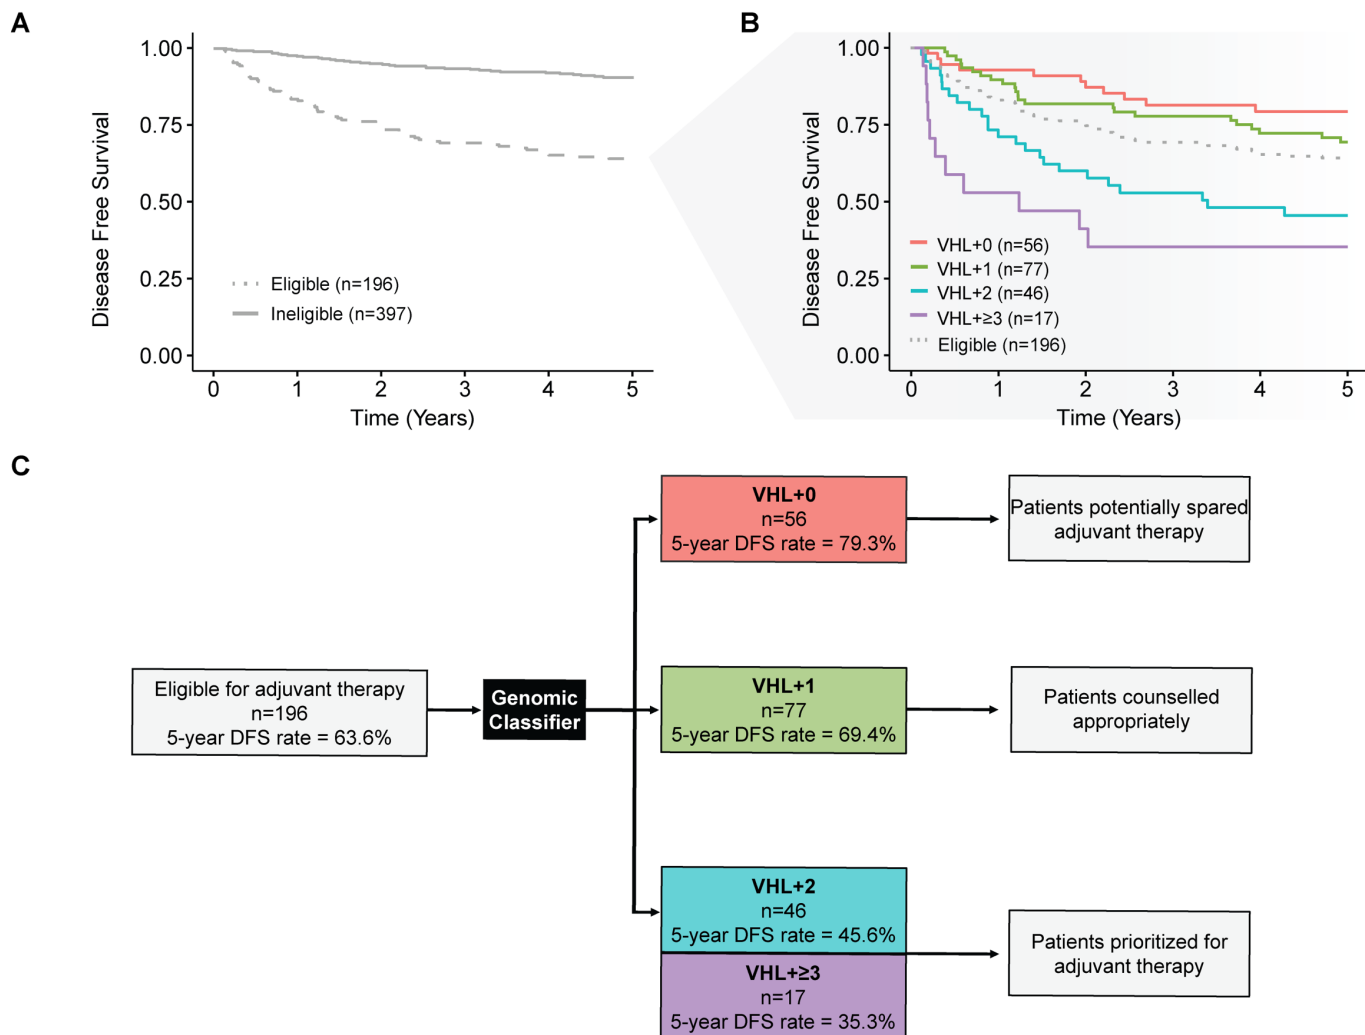 A
Disease Free Survival
1.00
0.75
0.50
0.25
0.00
Eligible (n=196)
Ineligible (n=397)
0 1 2 3 4 5
Time (Years)
B
Disease Free Survival
1.00
0.75
0.50
0.25
0.00
VHL+0 (n=56)
VHL+1 (n=77)
VHL+2 (n=46)
VHL+≥3 (n=17)
Eligible (n=196)
0 1 2 3 4 5
Time (Years)
C
Eligible for adjuvant therapy
n=196
5-year DFS rate = 63.6%
Genomic
Classifier
VHL+0
n=56
5-year DFS rate = 79.3%
Patients potentially spared
adjuvant therapy
VHL+1
n=77
5-year DFS rate = 69.4%
Patients counselled
appropriately
VHL+2
n=46
5-year DFS rate = 45.6%
VHL+≥3
n=17
5-year DFS rate = 35.3%
Patients prioritized for
adjuvant therapy